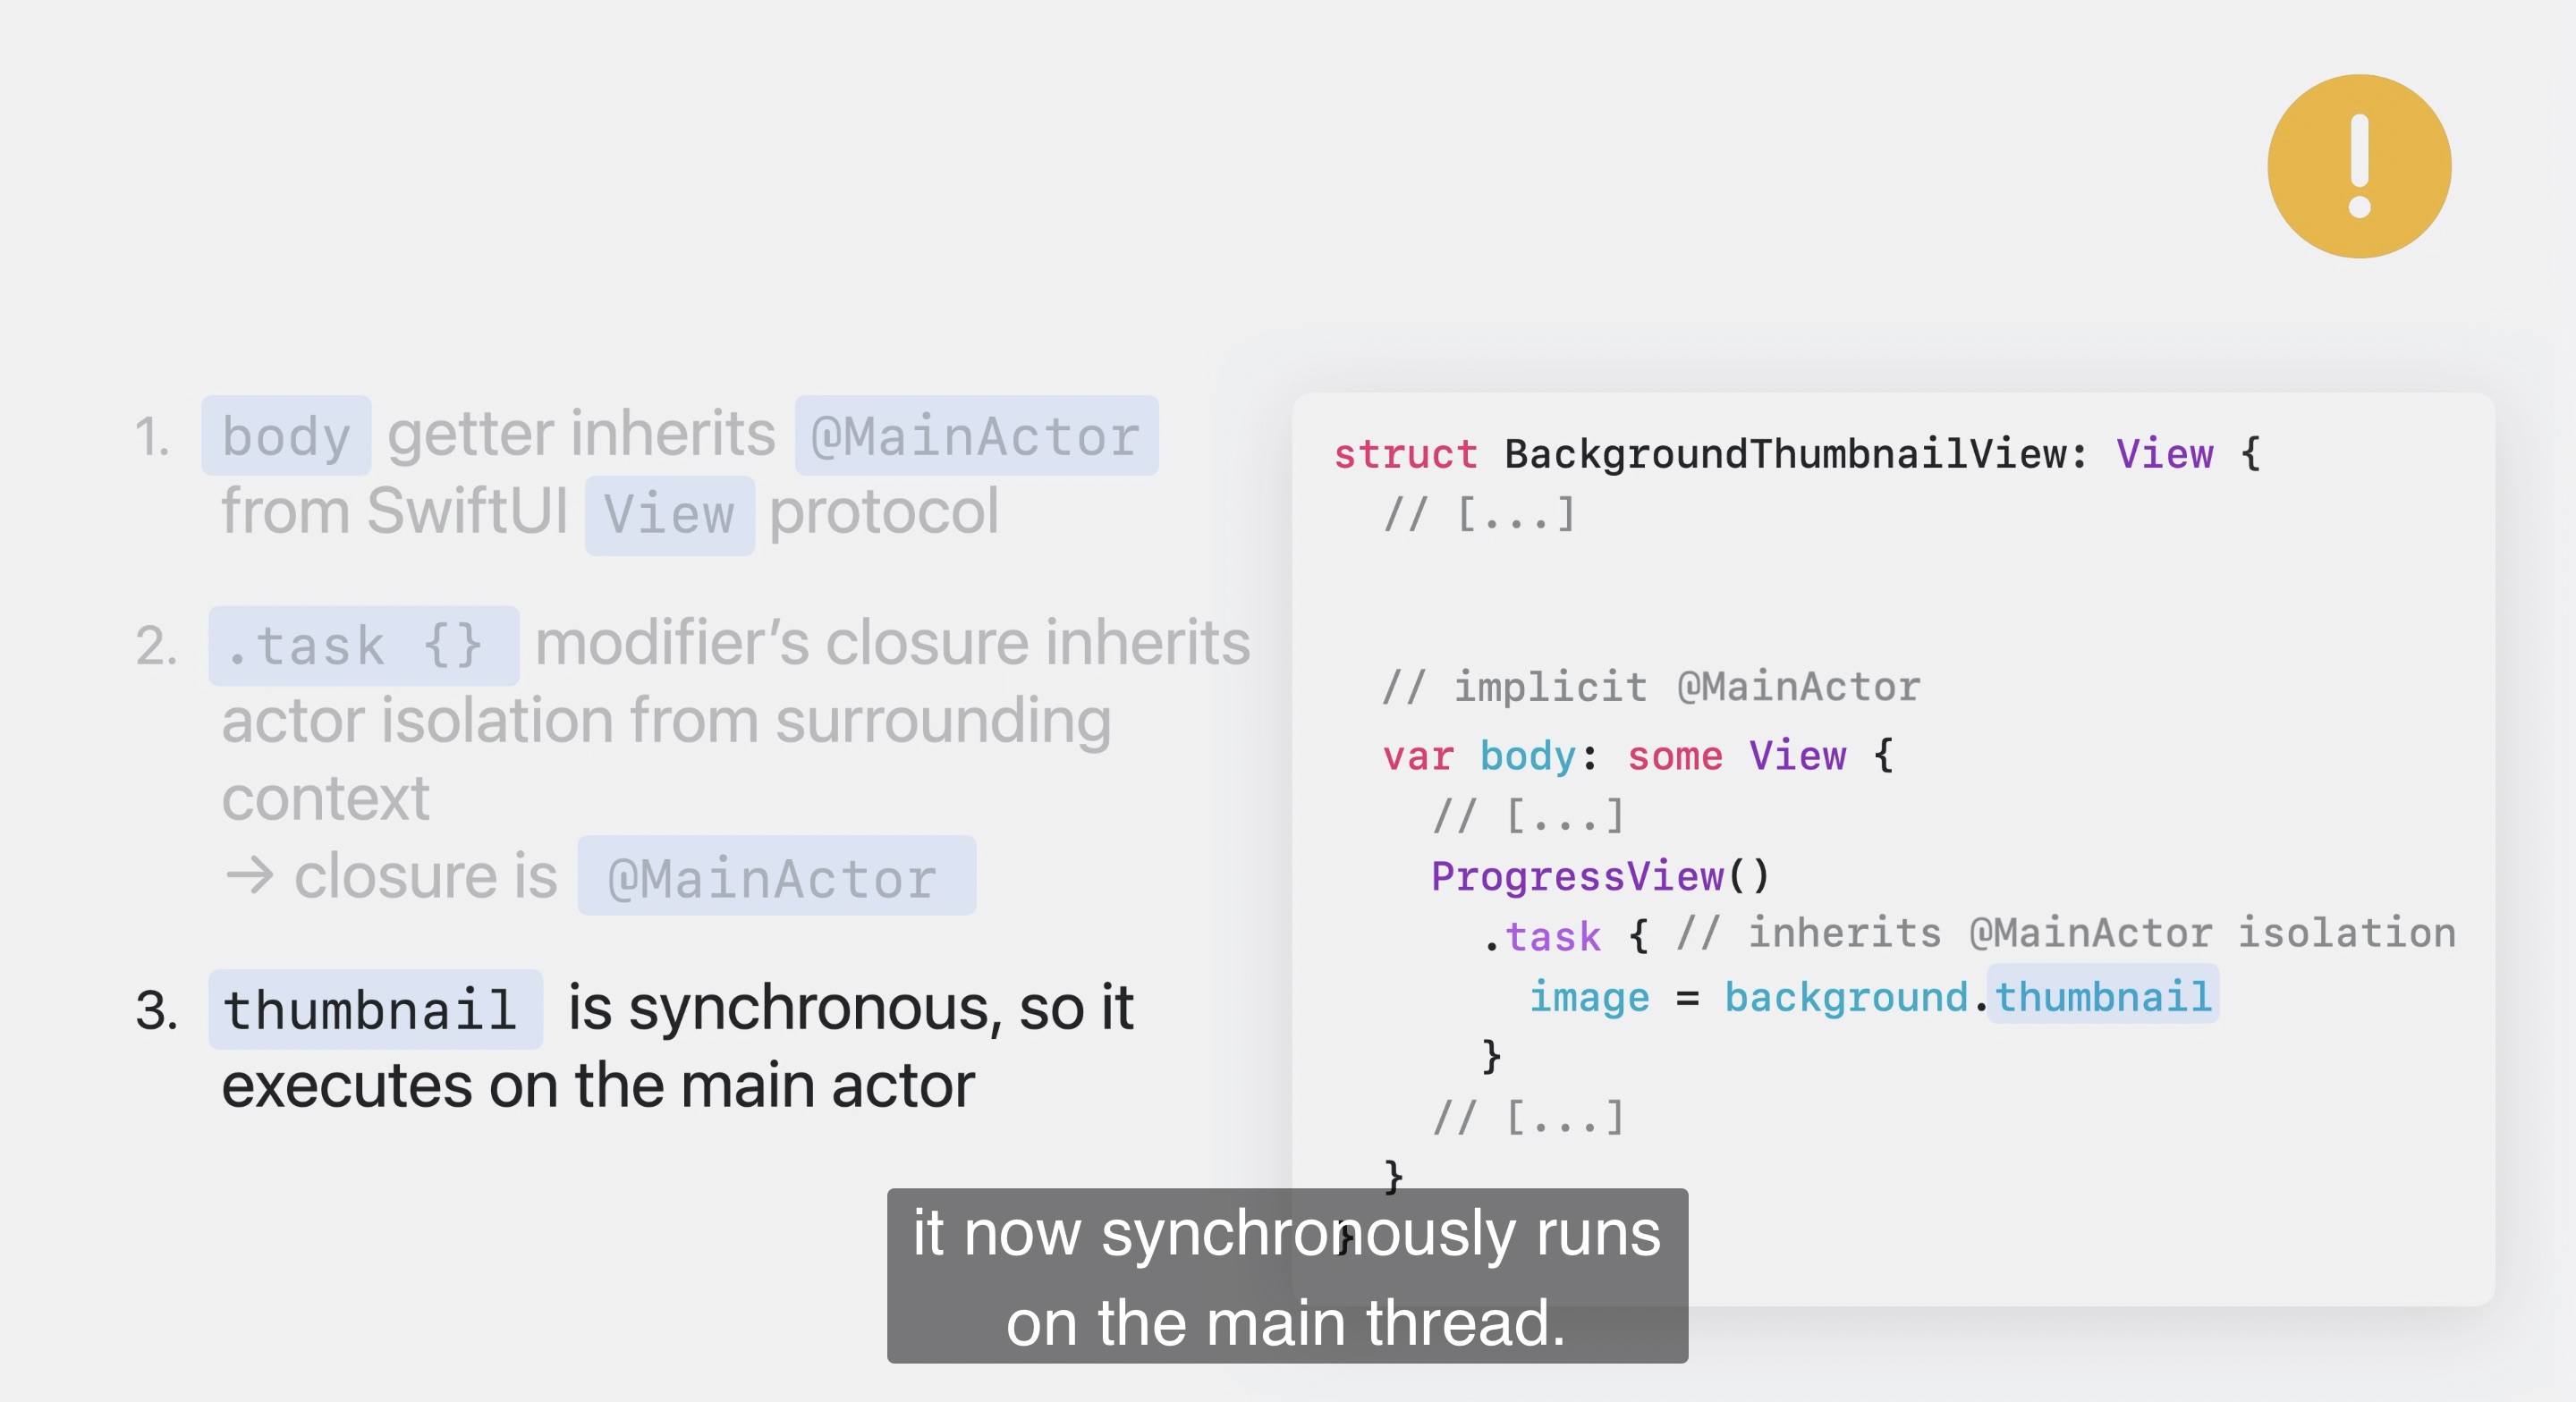 1. body getter inherits @MainActor
from SwiftUI View protocol
2. .task {} modifier’s closure inherits
actor isolation from surrounding
context
→ closure is @MainActor
3. thumbnail is synchronous, so it
executes on the main actor
struct BackgroundThumbnailView: View {
// [...]
// implicit @MainActor
var body: some View {
// [...]
ProgressView()
.task { // inherits @MainActor isolation
image = background.thumbnail
}
// [...]
}
}
it now synchronously runs
on the main thread.